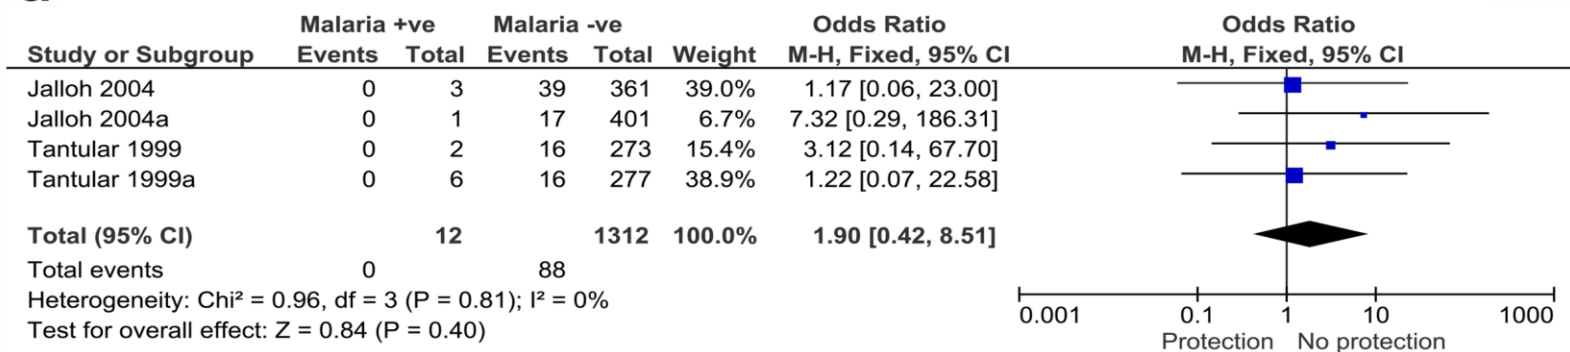 Malaria +ve Malaria -ve Odds Ratio Odds Ratio
Study or Subgroup Events Total Events Total Weight M-H, Fixed, 95% CI M-H, Fixed, 95% CI
Jalloh 2004 0 3 39 361 39.0% 1.17 [0.06, 23.00]
Jalloh 2004a 0 1 17 401 6.7% 7.32 [0.29, 186.31]
Tantular 1999 0 2 16 273 15.4% 3.12 [0.14, 67.70]
Tantular 1999a 0 6 16 277 38.9% 1.22 [0.07, 22.58]
Total (95% CI) 12 1312 100.0% 1.90 [0.42, 8.51]
Total events 0 88
Heterogeneity: Chi² = 0.96, df = 3 (P = 0.81); I² = 0%
Test for overall effect: Z = 0.84 (P = 0.40)
0.001 0.1 1 10 1000
Protection No protection